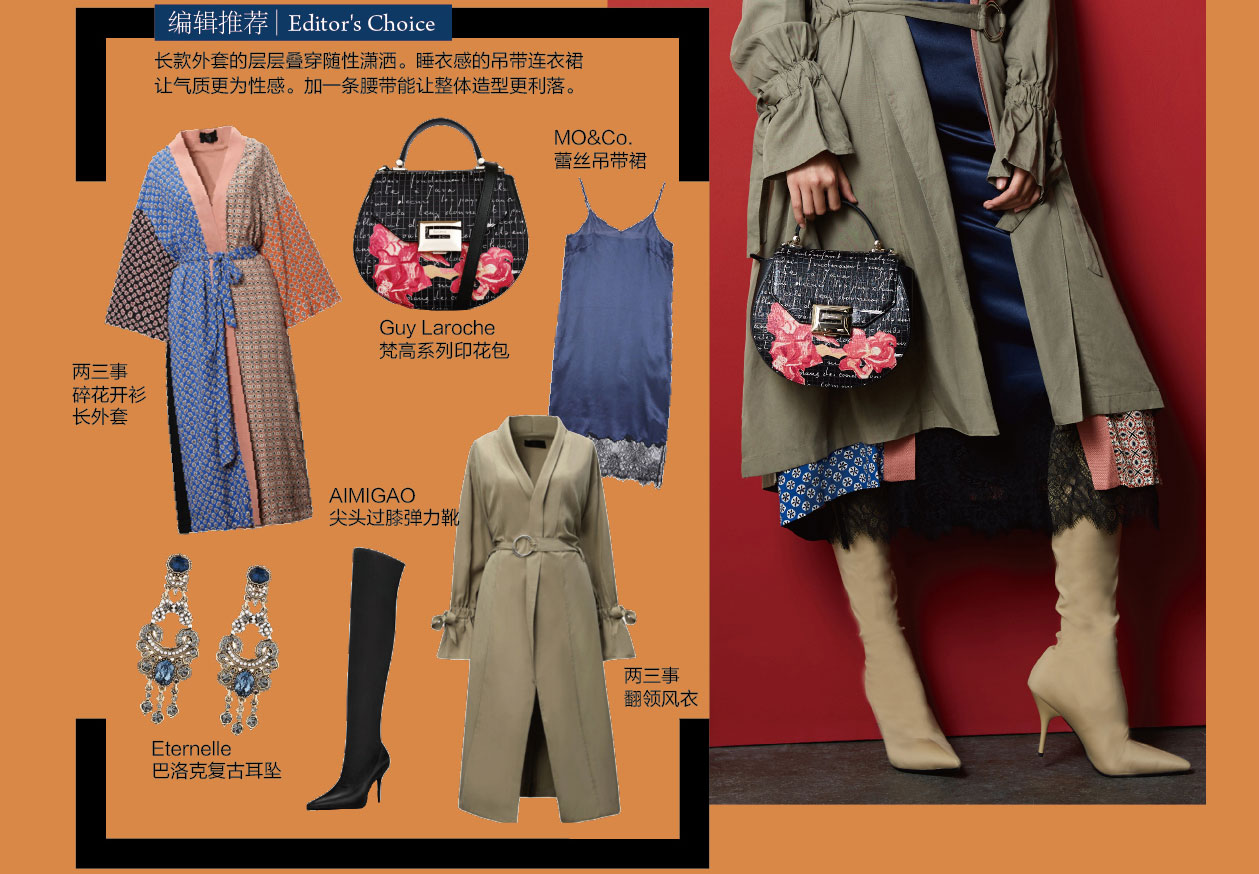 编辑推荐 | Editor's Choice
长款外套的层层叠穿随性潇洒。睡衣感的吊带连衣裙
让气质更为性感。加一条腰带能让整体造型更利落。
MO&Co.
蕾丝吊带裙
Guy Laroche
梵高系列印花包
两三事
碎花开衫
长外套
AIMIGAO
尖头过膝弹力靴
两三事
翻领风衣
Eternelle
巴洛克复古耳坠